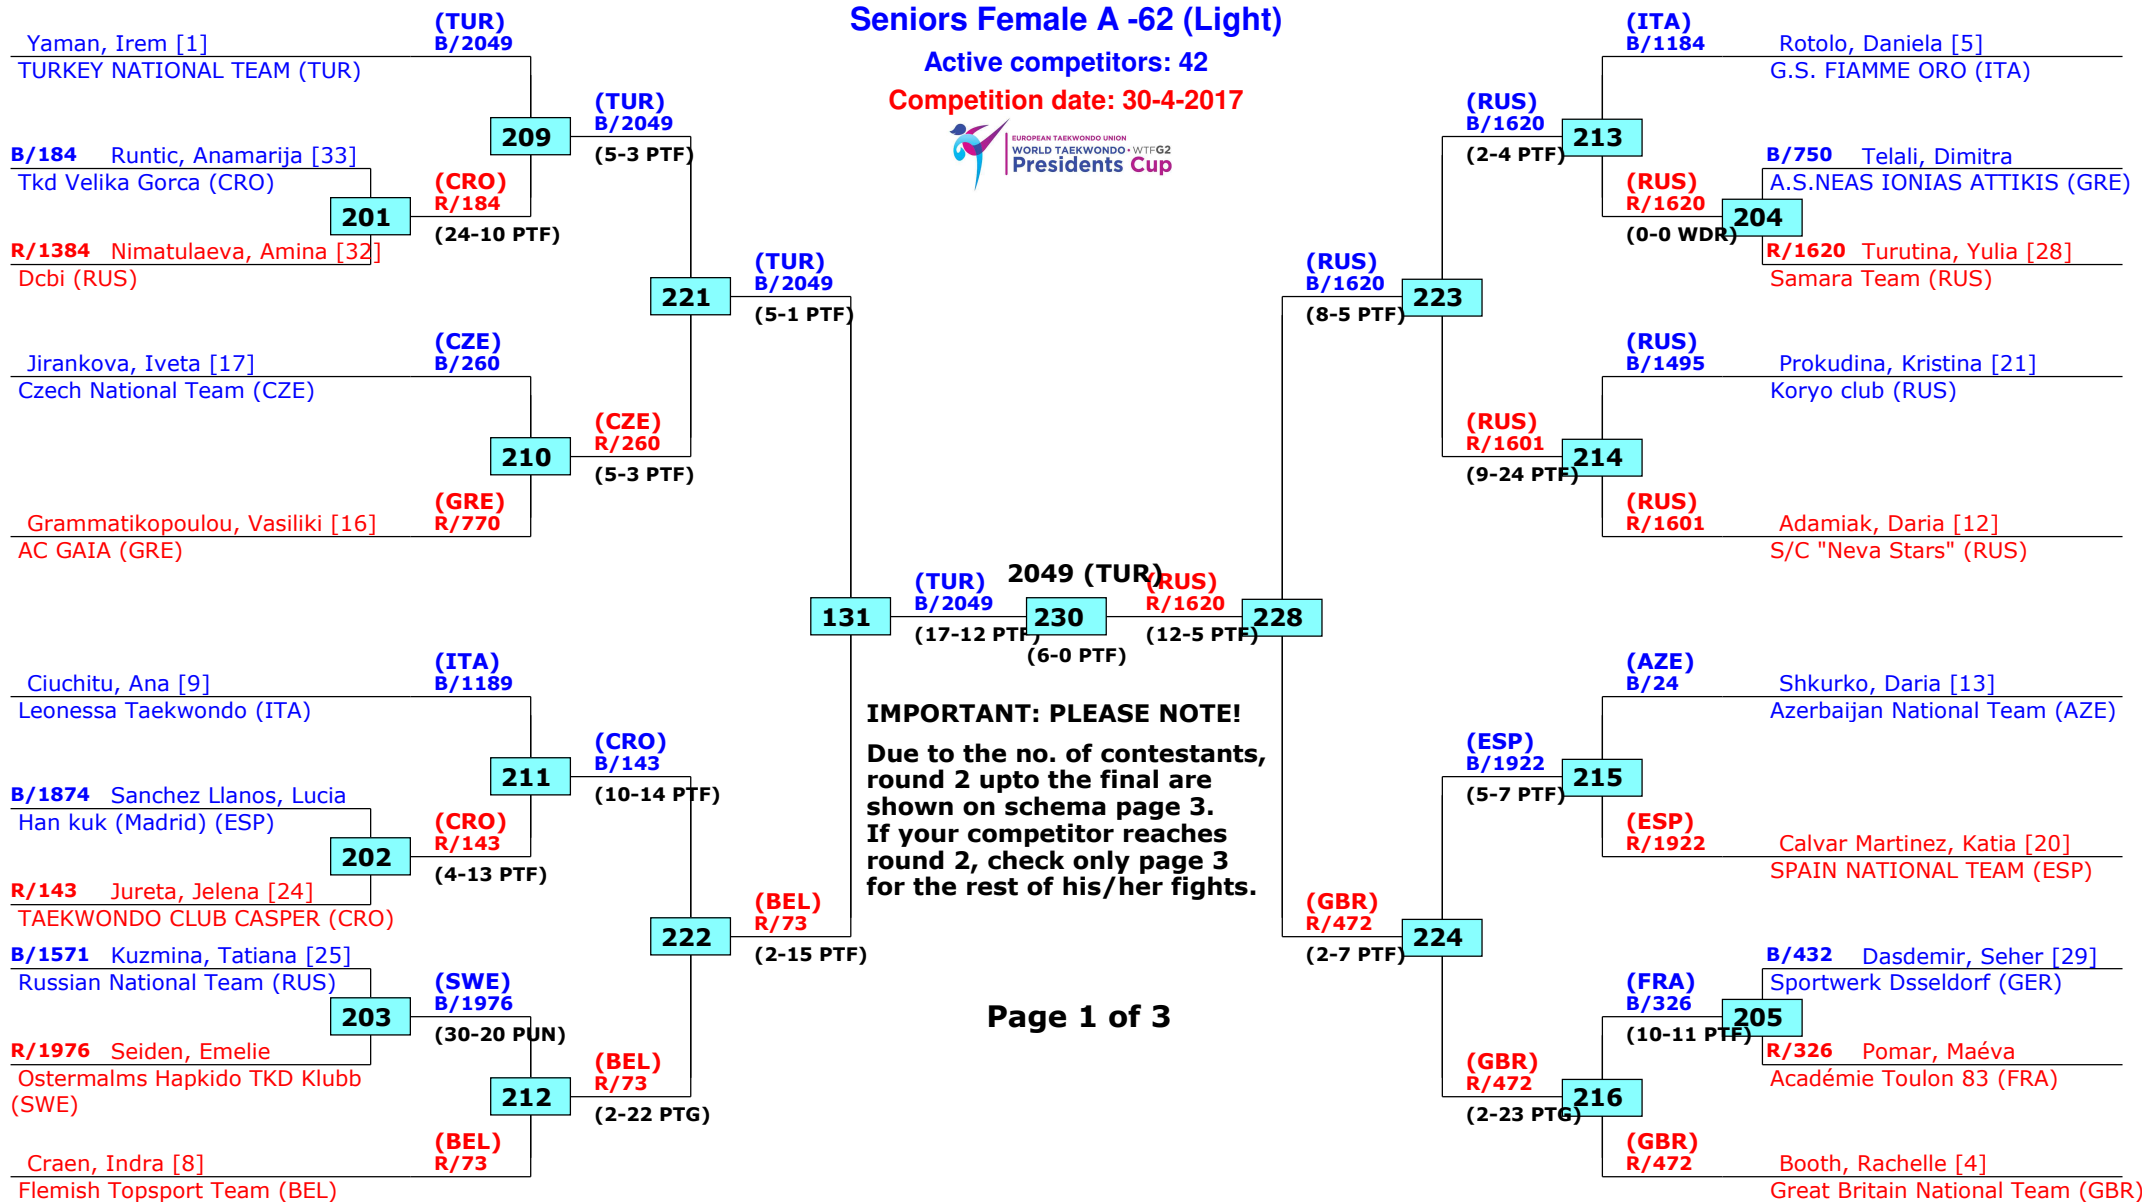 Seniors Female A -62 (Light)
Active competitors: 42
Competition date: 30-4-2017
EUROPEAN TAEKWONDO UNION
WORLD TAEKWONDO • WTFG2
Presidents Cup
Yaman, Irem [1]
TURKEY NATIONAL TEAM (TUR)
(TUR)
B/2049
209
(TUR)
B/2049
(5-3 PTF)
B/184 Runtic, Anamarija [33]
Tkd Velika Gorca (CRO)
201
(CRO)
R/184
(24-10 PTF)
R/1384 Nimatulaeva, Amina [32]
Dcbi (RUS)
221
(TUR)
B/2049
(5-1 PTF)
Jirankova, Iveta [17]
Czech National Team (CZE)
(CZE)
B/260
210
(CZE)
R/260
(5-3 PTF)
Grammatikopoulou, Vasiliki [16]
AC GAIA (GRE)
(GRE)
R/770
131
(TUR)
B/2049
(17-12 PTF)
2049 (TUR)
230
(6-0 PTF)
(RUS)
R/1620
(12-5 PTF)
228
Ciuchitu, Ana [9]
Leonessa Taekwondo (ITA)
(ITA)
B/1189
211
(CRO)
B/143
(10-14 PTF)
B/1874 Sanchez Llanos, Lucia
Han kuk (Madrid) (ESP)
202
(CRO)
R/143
(4-13 PTF)
R/143 Jureta, Jelena [24]
TAEKWONDO CLUB CASPER (CRO)
222
(BEL)
R/73
(2-15 PTF)
B/1571 Kuzmina, Tatiana [25]
Russian National Team (RUS)
203
(SWE)
B/1976
(30-20 PUN)
R/1976 Seiden, Emelie
Ostermalms Hapkido TKD Klubb
(SWE)
212
(BEL)
R/73
(2-22 PTG)
(BEL)
R/73
Craen, Indra [8]
Flemish Topsport Team (BEL)
IMPORTANT: PLEASE NOTE!
Due to the no. of contestants,
round 2 upto the final are
shown on schema page 3.
If your competitor reaches
round 2, check only page 3
for the rest of his/her fights.
Page 1 of 3
(ITA)
B/1184
Rotolo, Daniela [5]
G.S. FIAMME ORO (ITA)
(RUS)
B/1620
(2-4 PTF)
213
B/750 Telali, Dimitra
A.S.NEAS IONIAS ATTIKIS (GRE)
(RUS)
R/1620
(0-0 WDR)
204
R/1620 Turutina, Yulia [28]
Samara Team (RUS)
(RUS)
B/1620
(8-5 PTF)
223
(RUS)
B/1495
Prokudina, Kristina [21]
Koryo club (RUS)
(RUS)
R/1601
(9-24 PTF)
214
(RUS)
R/1601
Adamiak, Daria [12]
S/C "Neva Stars" (RUS)
(AZE)
B/24
Shkurko, Daria [13]
Azerbaijan National Team (AZE)
(ESP)
B/1922
(5-7 PTF)
215
(ESP)
R/1922
Calvar Martinez, Katia [20]
SPAIN NATIONAL TEAM (ESP)
(GBR)
R/472
(2-7 PTF)
224
B/432 Dasdemir, Seher [29]
Sportwerk Dsseldorf (GER)
(FRA)
B/326
(10-11 PTF)
205
R/326 Pomar, Maéva
Académie Toulon 83 (FRA)
(GBR)
R/472
(2-23 PTG)
216
(GBR)
R/472
Booth, Rachelle [4]
Great Britain National Team (GBR)